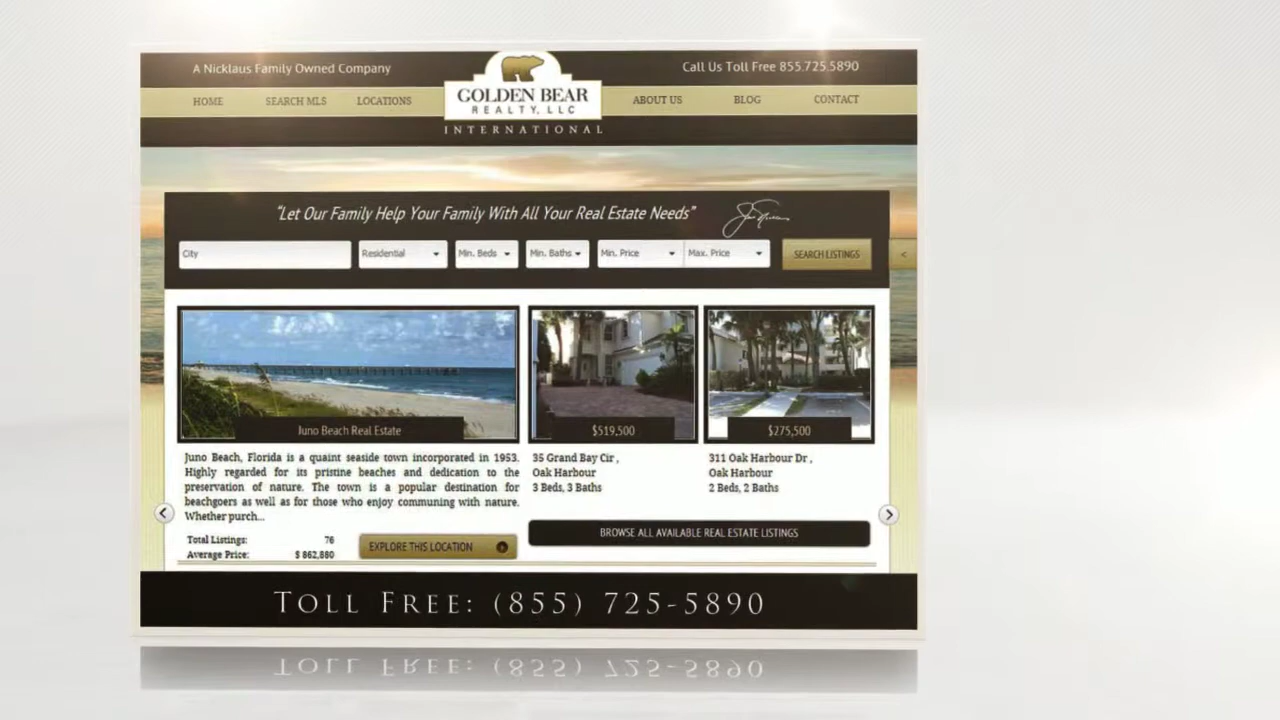 A Nicklaus Family Owned Company
Call Us Toll Free 855.725.5890
HOME
SEARCH MLS
LOCATIONS
GOLDEN BEAR
REALTY, LLC
INTERNATIONAL
ABOUT US
BLOG
CONTACT
"Let Our Family Help Your Family With All Your Real Estate Needs"
City
Residential
Min. Beds
Min. Baths
Min. Price
Max. Price
SEARCH LISTINGS
<
Juno Beach Real Estate
Juno Beach, Florida is a quaint seaside town incorporated in 1953.
Highly regarded for its pristine beaches and dedication to the
preservation of nature. The town is a popular destination for
beachgoers as well as for those who enjoy communing with nature.
Whether purch...
Total Listings: 76
Average Price: $ 862,880
EXPLORE THIS LOCATION
$519,500
35 Grand Bay Cir ,
Oak Harbour
3 Beds, 3 Baths
$275,500
311 Oak Harbour Dr ,
Oak Harbour
2 Beds, 2 Baths
BROWSE ALL AVAILABLE REAL ESTATE LISTINGS
TOLL FREE: (855) 725-5890